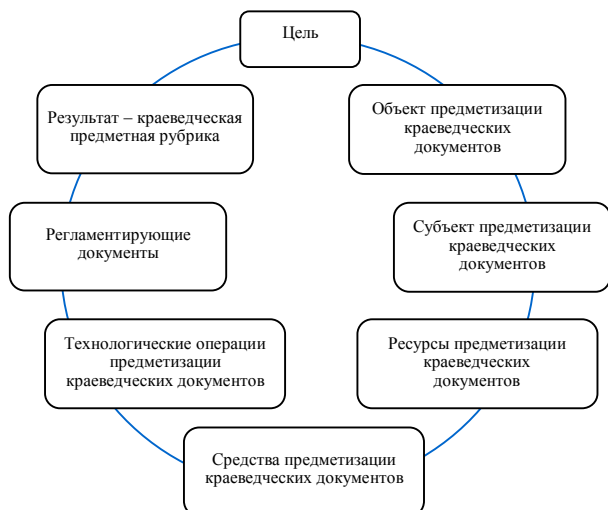 Цель
Результат – краеведческая
предметная рубрика
Объект предметизации
краеведческих
документов
Регламентирующие
документы
Субъект предметизации
краеведческих
документов
Технологические операции
предметизации
краеведческих документов
Ресурсы предметизации
краеведческих
документов
Средства предметизации
краеведческих документов